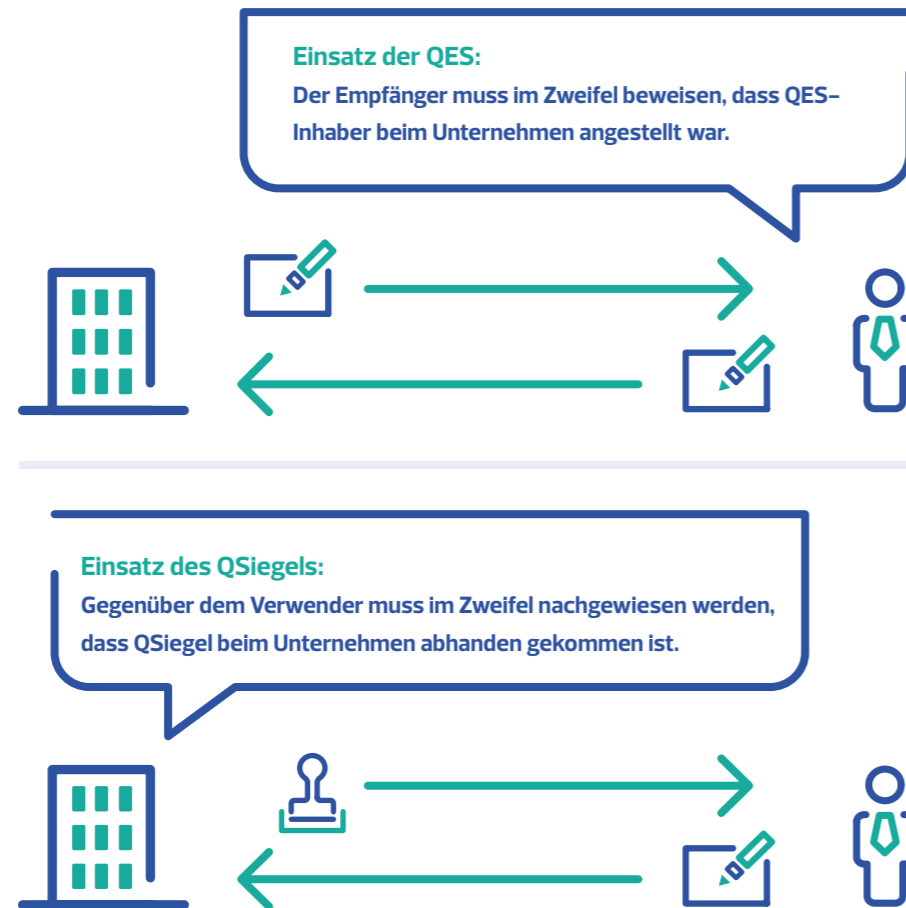 Einsatz der QES:
Der Empfänger muss im Zweifel beweisen, dass QES–
Inhaber beim Unternehmen angestellt war.
Einsatz des QSiegels:
Gegenüber dem Verwender muss im Zweifel nachgewiesen werden,
dass QSiegel beim Unternehmen abhanden gekommen ist.